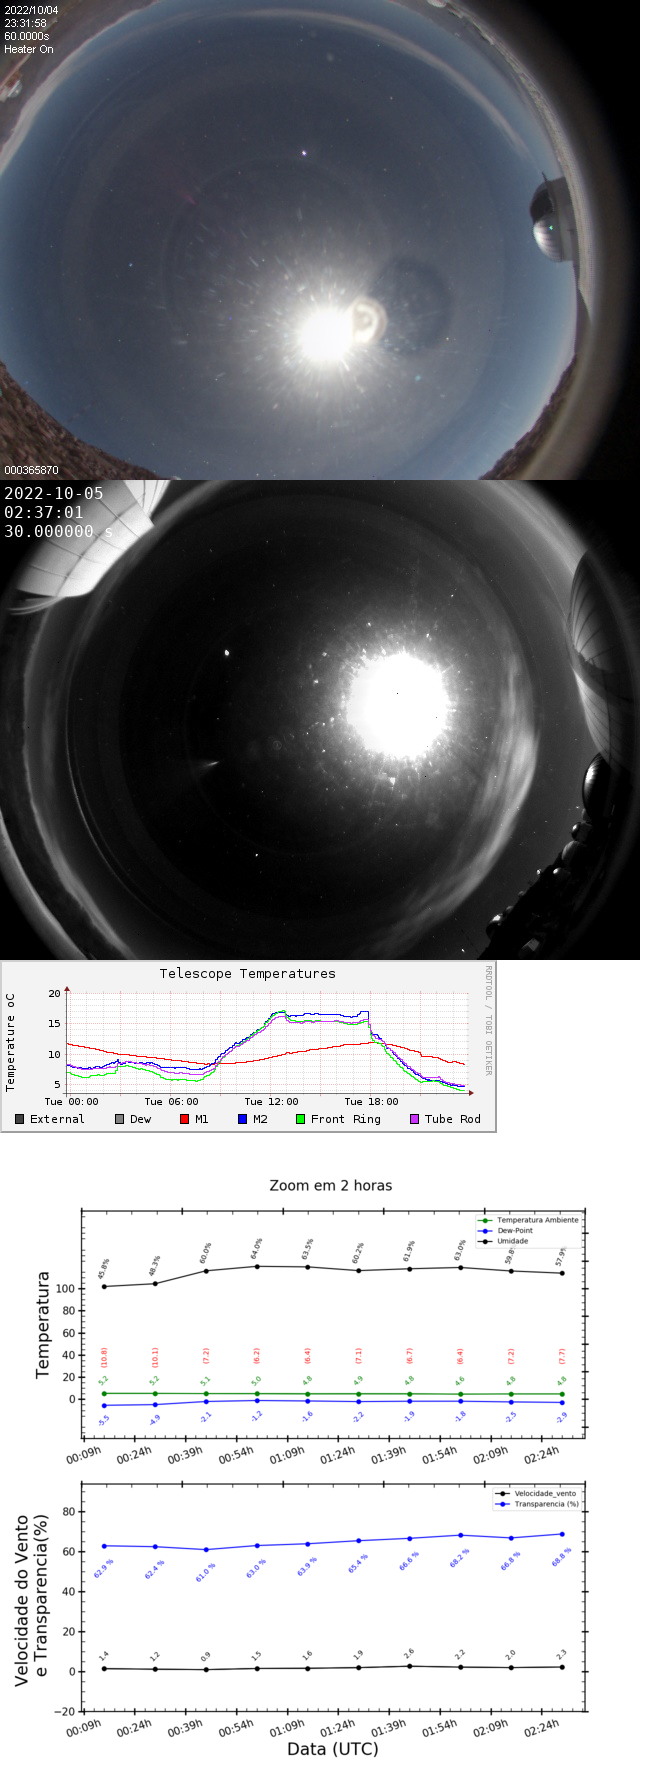 2022/10/04
23:31:58
60.0000s
Heater On
000365870
2022-10-05
02:37:01
30.000000 s
Telescope Temperatures
RRDTOOL / TOBI OETIKER
Temperature oC
20
15
10
5
Tue 00:00 Tue 06:00 Tue 12:00 Tue 18:00
External Dew M1 M2 Front Ring Tube Rod
Zoom em 2 horas
Temperatura Ambiente
Dew-Point
Umidade
Temperatura
45.8% 48.3% 60.0% 64.0% 63.5% 60.2% 61.9% 63.0% 59.8 57.9%
100
80
60
40
20
0
(10.8) (10.1) (7.2) (6.2) (6.4) (7.1) (6.7) (6.4) (7.2) (7.7)
5.2 5.2 5.1 5.0 4.8 4.9 4.8 4.6 4.8 4.8
-5.5 -4.9 -2.1 -1.2 -1.6 -2.2 -1.9 -1.8 -2.5 -2.9
00:09h 00:24h 00:39h 00:54h 01:09h 01:24h 01:39h 01:54h 02:09h 02:24h
Velocidade_vento
Transparencia (%)
Velocidade do Vento
e Transparencia(%)
80
60
40
20
0
−20
62.9 % 62.4 % 61.0 % 63.0 % 63.9 % 65.4 % 66.6 % 68.2 % 66.8 % 68.8 %
1.4 1.2 0.9 1.5 1.6 1.9 2.6 2.2 2.0 2.3
00:09h 00:24h 00:39h 00:54h 01:09h 01:24h 01:39h 01:54h 02:09h 02:24h
Data (UTC)